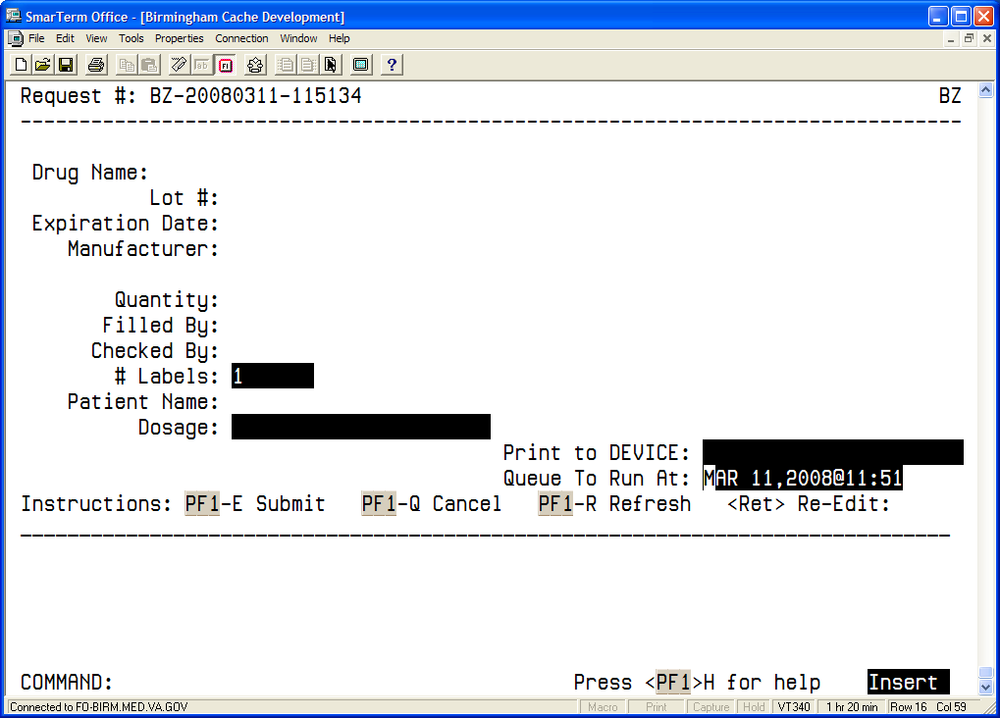 SmarTerm Office - [Birmingham Cache Development]
File Edit View Tools Properties Connection Window Help
ab F1 ?
Request #: BZ-20080311-115134 BZ
--------------------------------------------------------------------------------
Drug Name:
Lot #:
Expiration Date:
Manufacturer:
Quantity:
Filled By:
Checked By:
# Labels: 1
Patient Name:
Dosage:
Print to DEVICE:
Queue To Run At: MAR 11,2008@11:51
Instructions: PF1-E Submit PF1-Q Cancel PF1-R Refresh <Ret> Re-Edit:
_______________________________________________________________________________
COMMAND: Press <PF1>H for help Insert
Connected to FO-BIRM.MED.VA.GOV Macro Print Capture Hold VT340 1 hr 20 min Row 16 Col 59